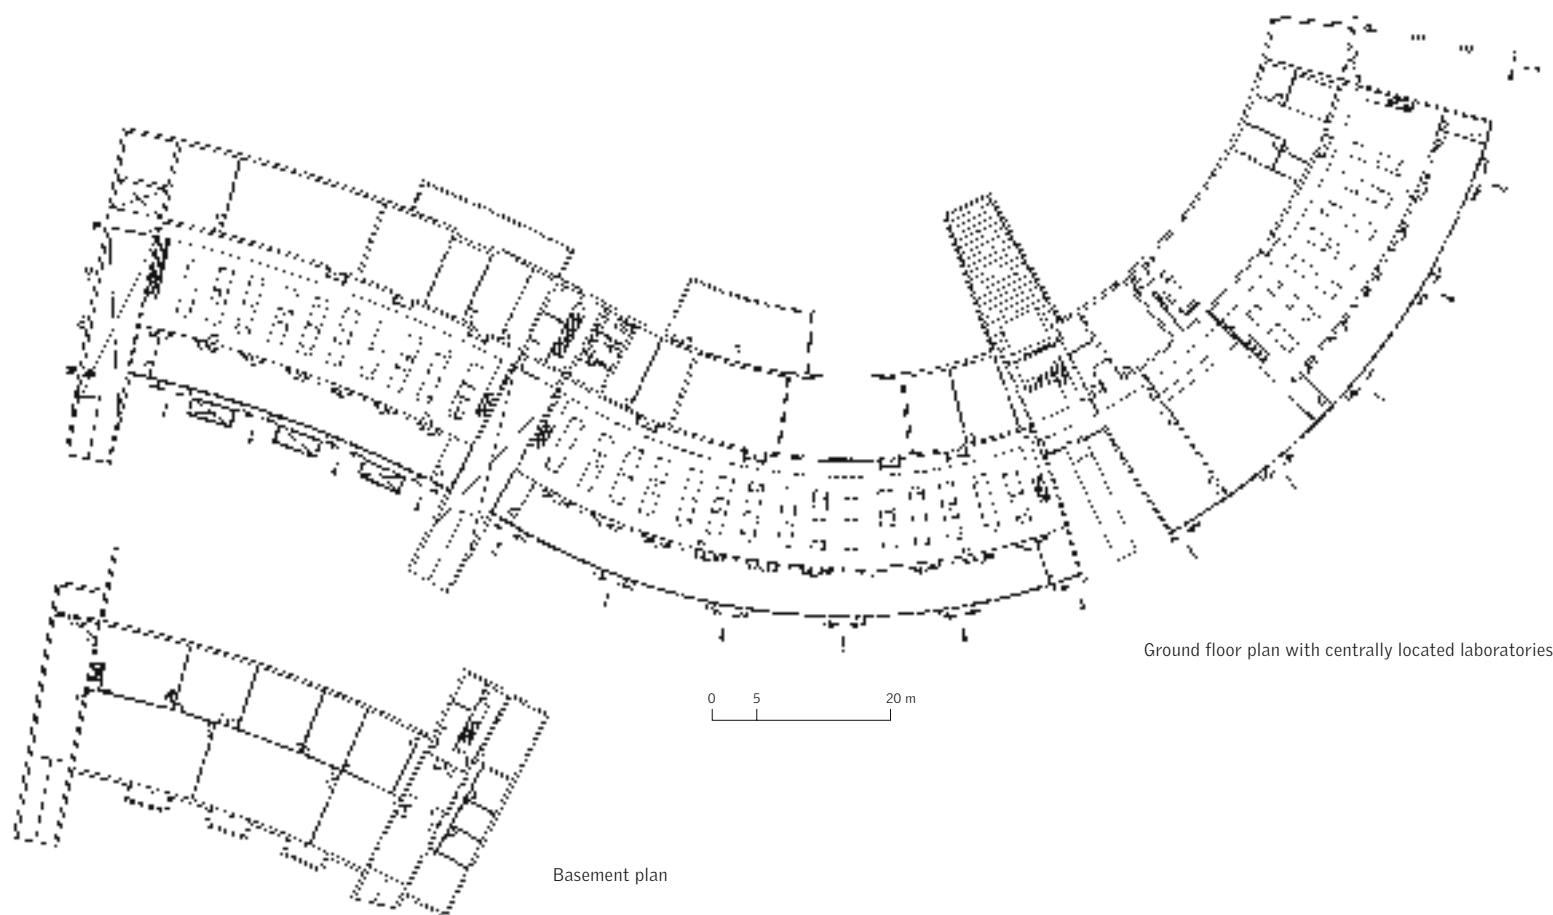 Ground floor plan with centrally located laboratories
0 5 20 m
Basement plan